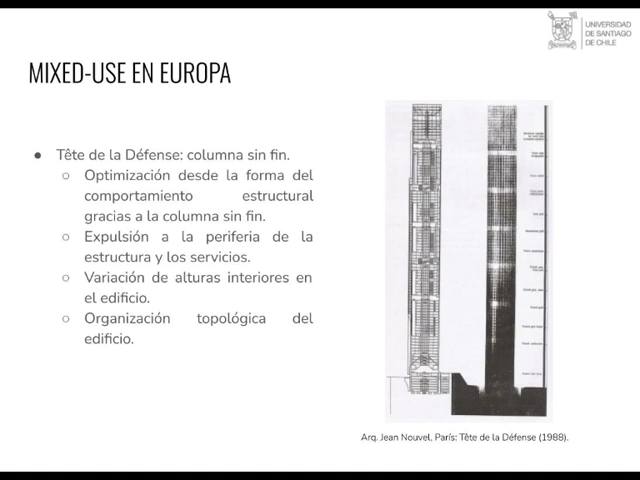 UNIVERSIDAD
DE SANTIAGO
DE CHILE
MIXED-USE EN EUROPA
● Tête de la Défense: columna sin fin.
○ Optimización desde la forma del
comportamiento estructural
gracias a la columna sin fin.
○ Expulsión a la periferia de la
estructura y los servicios.
○ Variación de alturas interiores en
el edificio.
○ Organización topológica del
edificio.
Arq. Jean Nouvel, París: Tête de la Défense (1988).